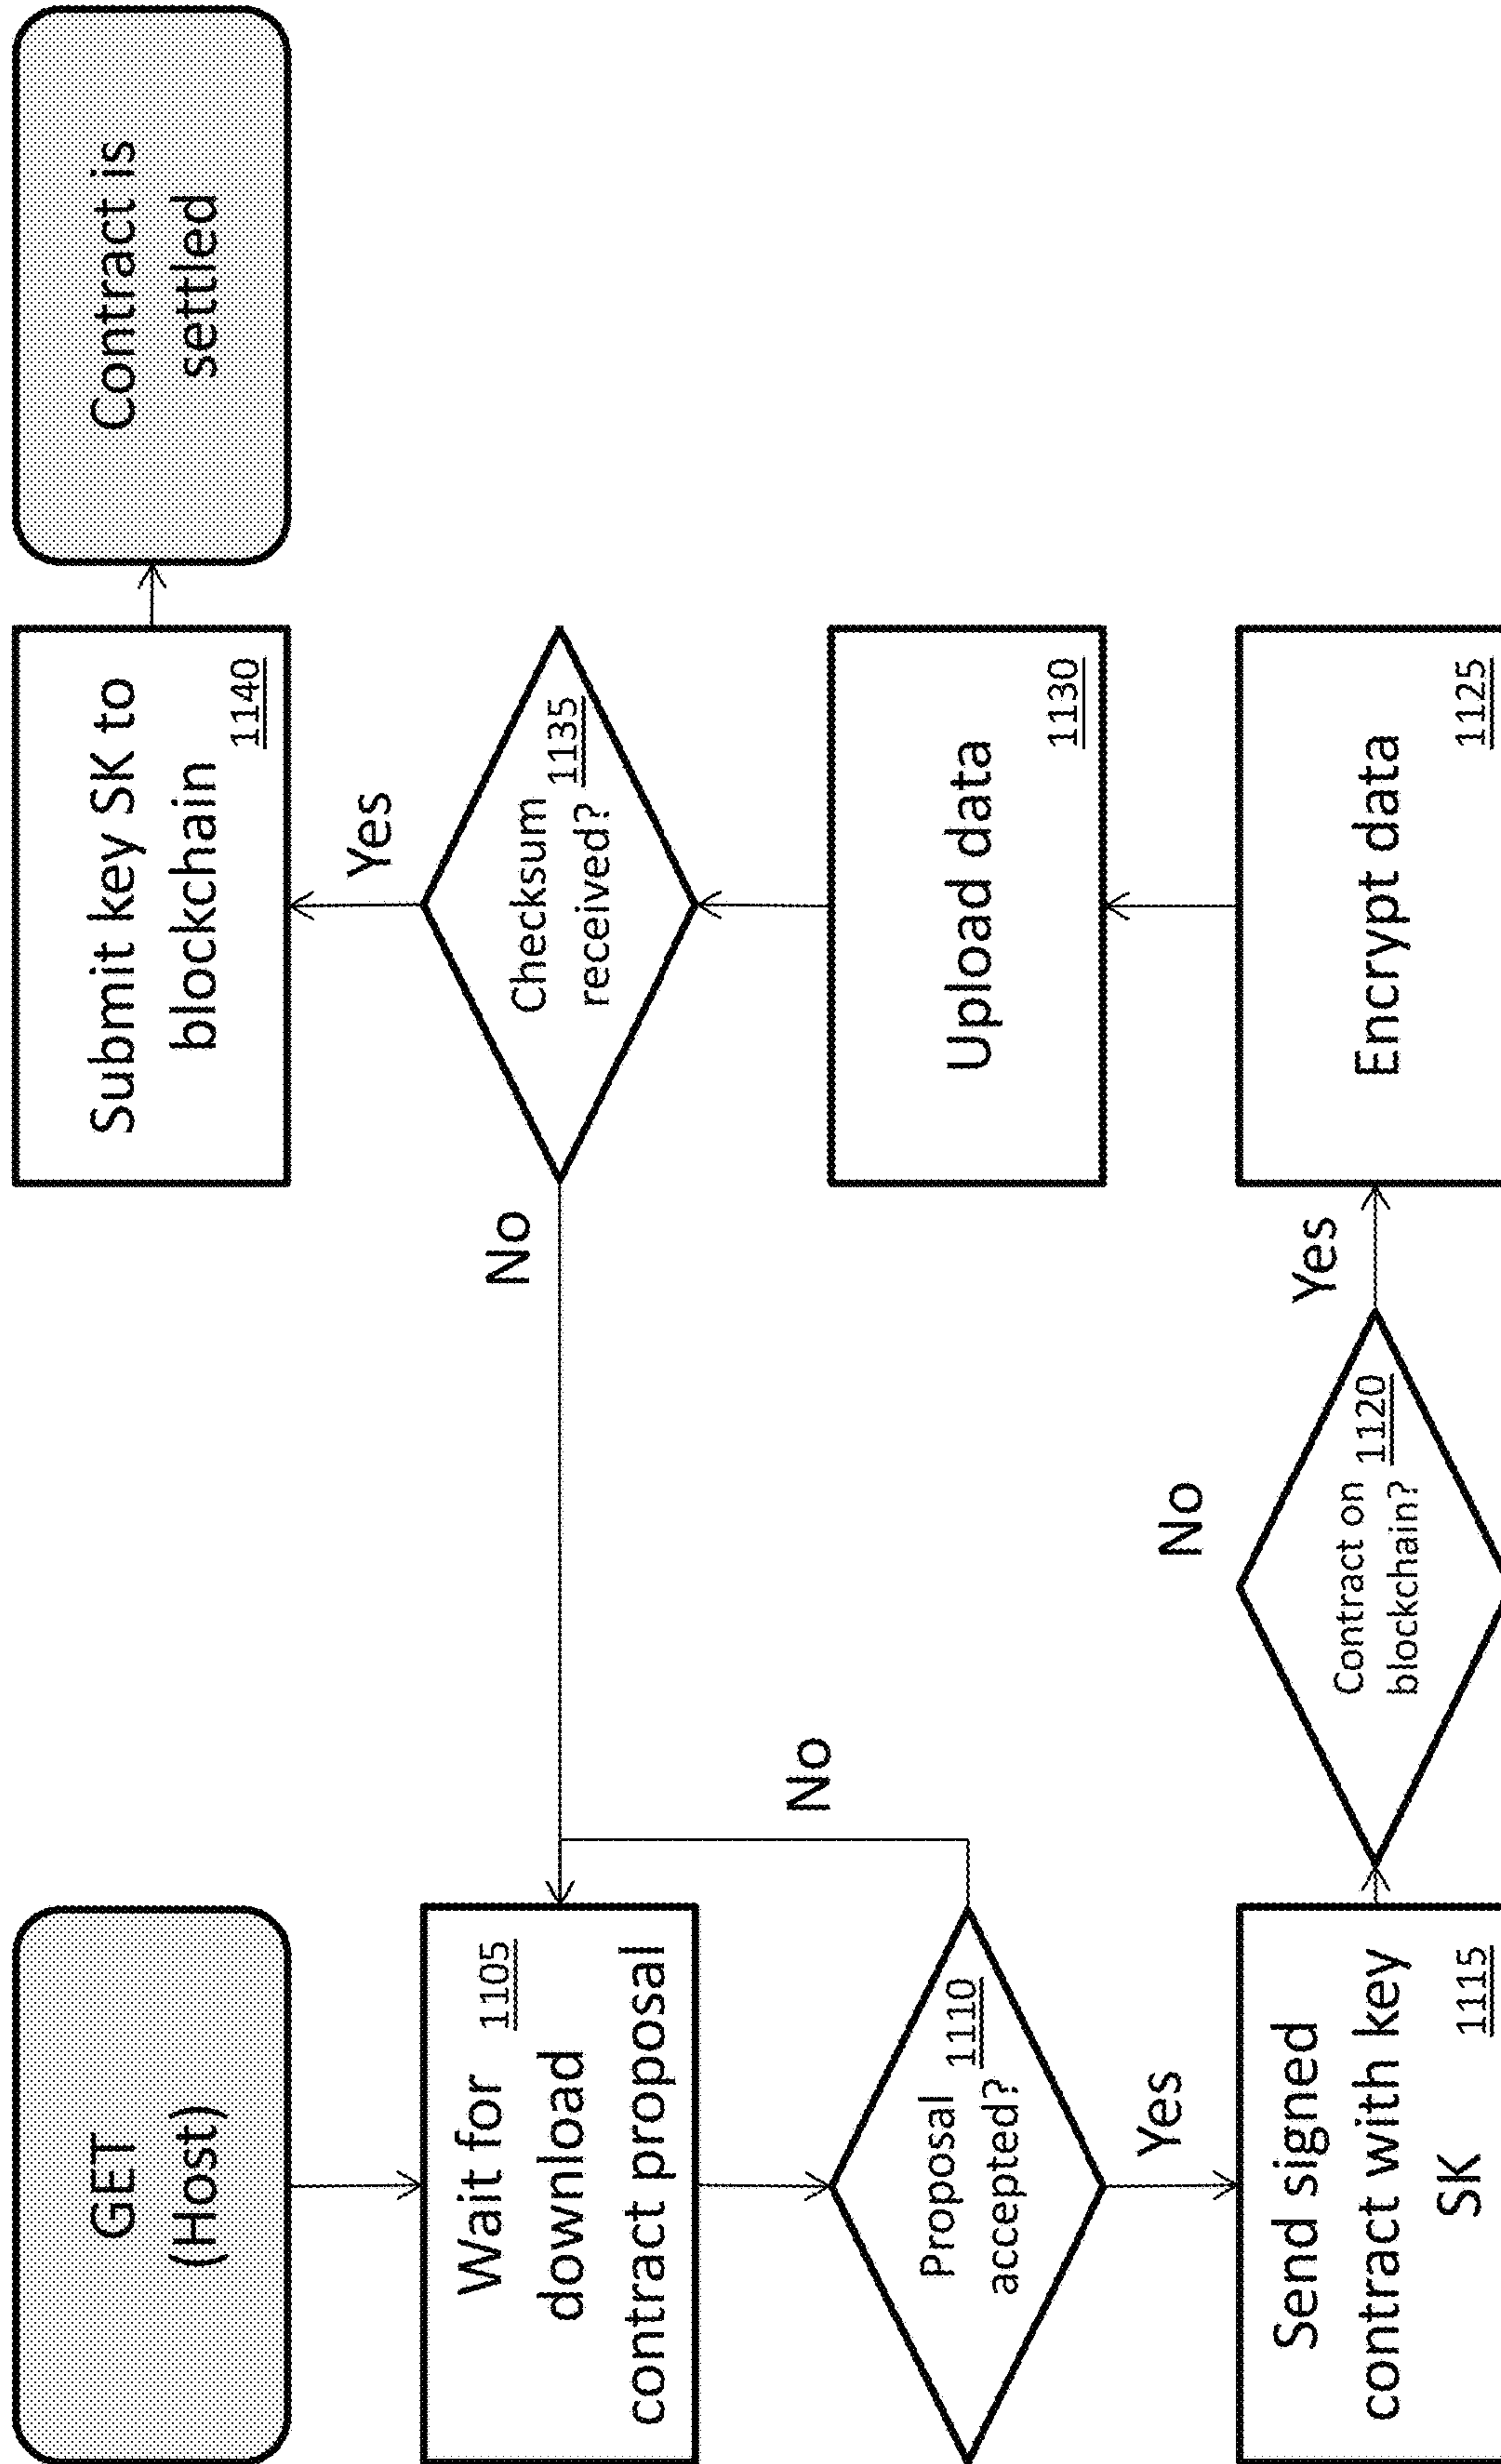 GET
(Host)
Wait for 1105
download
contract proposal
Proposal 1110
accepted?
No
Yes
Send signed
contract with key
SK 1115
Contract on 1120
blockchain?
No
Yes
Encrypt data
1125
Upload data
1130
Checksum 1135
received?
No
Yes
Submit key SK to
blockchain
1140
Contract is
settled